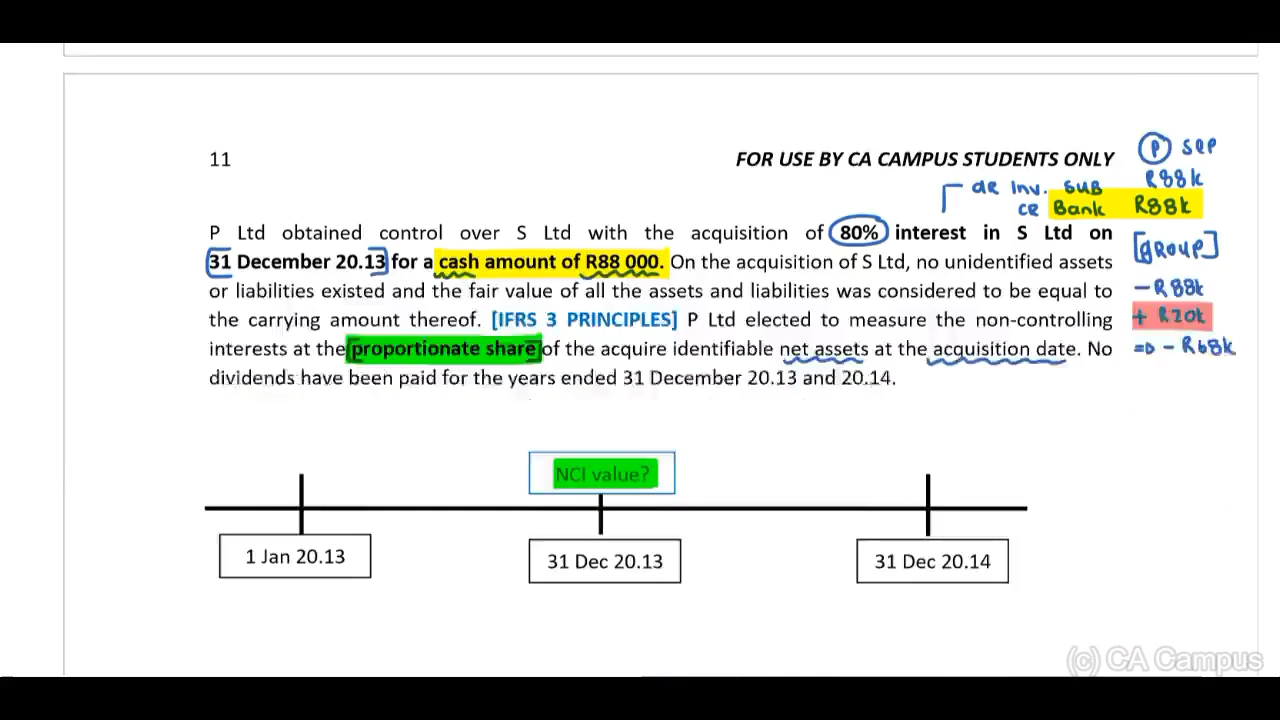 11
FOR USE BY CA CAMPUS STUDENTS ONLY
P SEP
DR Inv. SUB R88k
CR Bank R88k
P Ltd obtained control over S Ltd with the acquisition of 80% interest in S Ltd on
31 December 20.13 for a cash amount of R88 000. On the acquisition of S Ltd, no unidentified assets
or liabilities existed and the fair value of all the assets and liabilities was considered to be equal to
the carrying amount thereof. [IFRS 3 PRINCIPLES] P Ltd elected to measure the non-controlling
interests at the proportionate share of the acquire identifiable net assets at the acquisition date. No
dividends have been paid for the years ended 31 December 20.13 and 20.14.
[GROUP]
- R88k
+ R20k
=D - R68k
NCI value?
1 Jan 20.13
31 Dec 20.13
31 Dec 20.14
(c) CA Campus